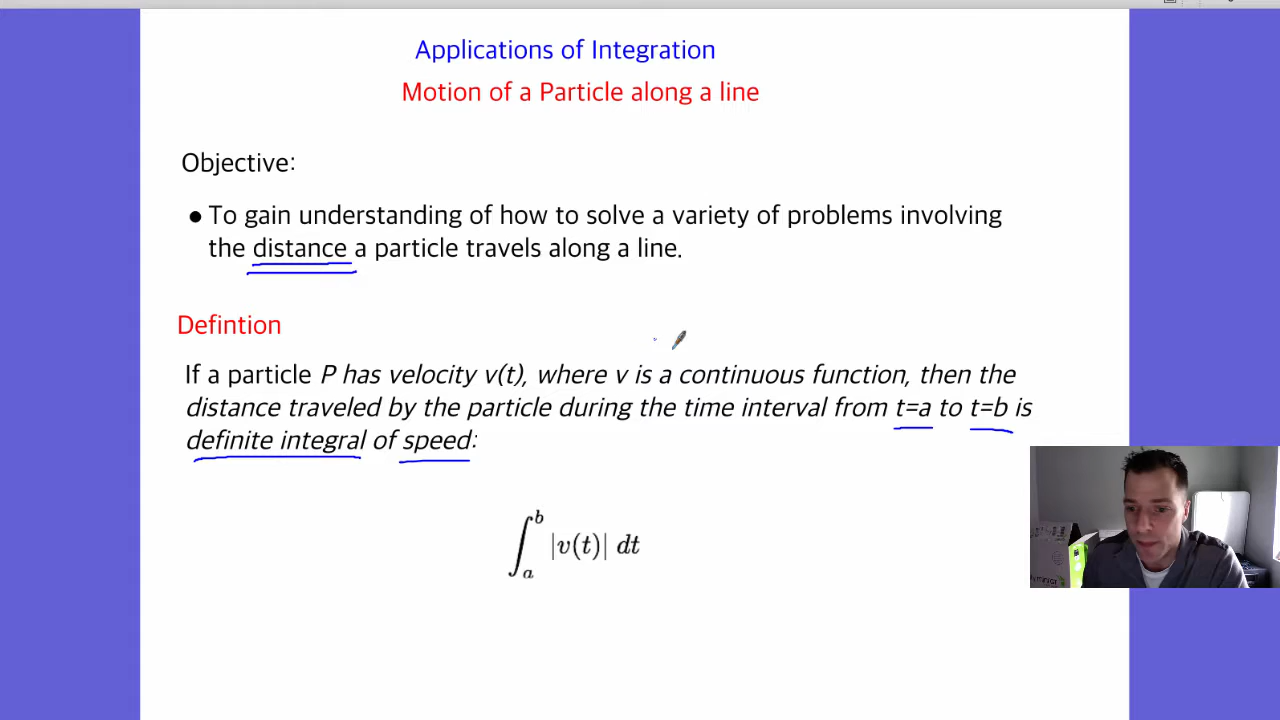 Applications of Integration
Motion of a Particle along a line
Objective:
• To gain understanding of how to solve a variety of problems involving
the distance a particle travels along a line.
Defintion
If a particle P has velocity v(t), where v is a continuous function, then the
distance traveled by the particle during the time interval from t=a to t=b is
definite integral of speed:
∫_a^b |v(t)| dt